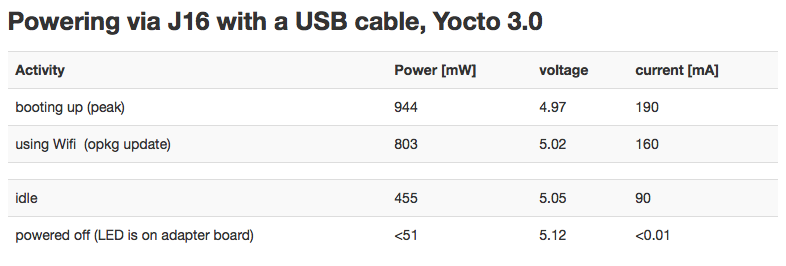 Powering via J16 with a USB cable, Yocto 3.0
Activity Power [mW] voltage current [mA]
booting up (peak) 944 4.97 190
using Wifi (opkg update) 803 5.02 160
idle 455 5.05 90
powered off (LED is on adapter board) <51 5.12 <0.01